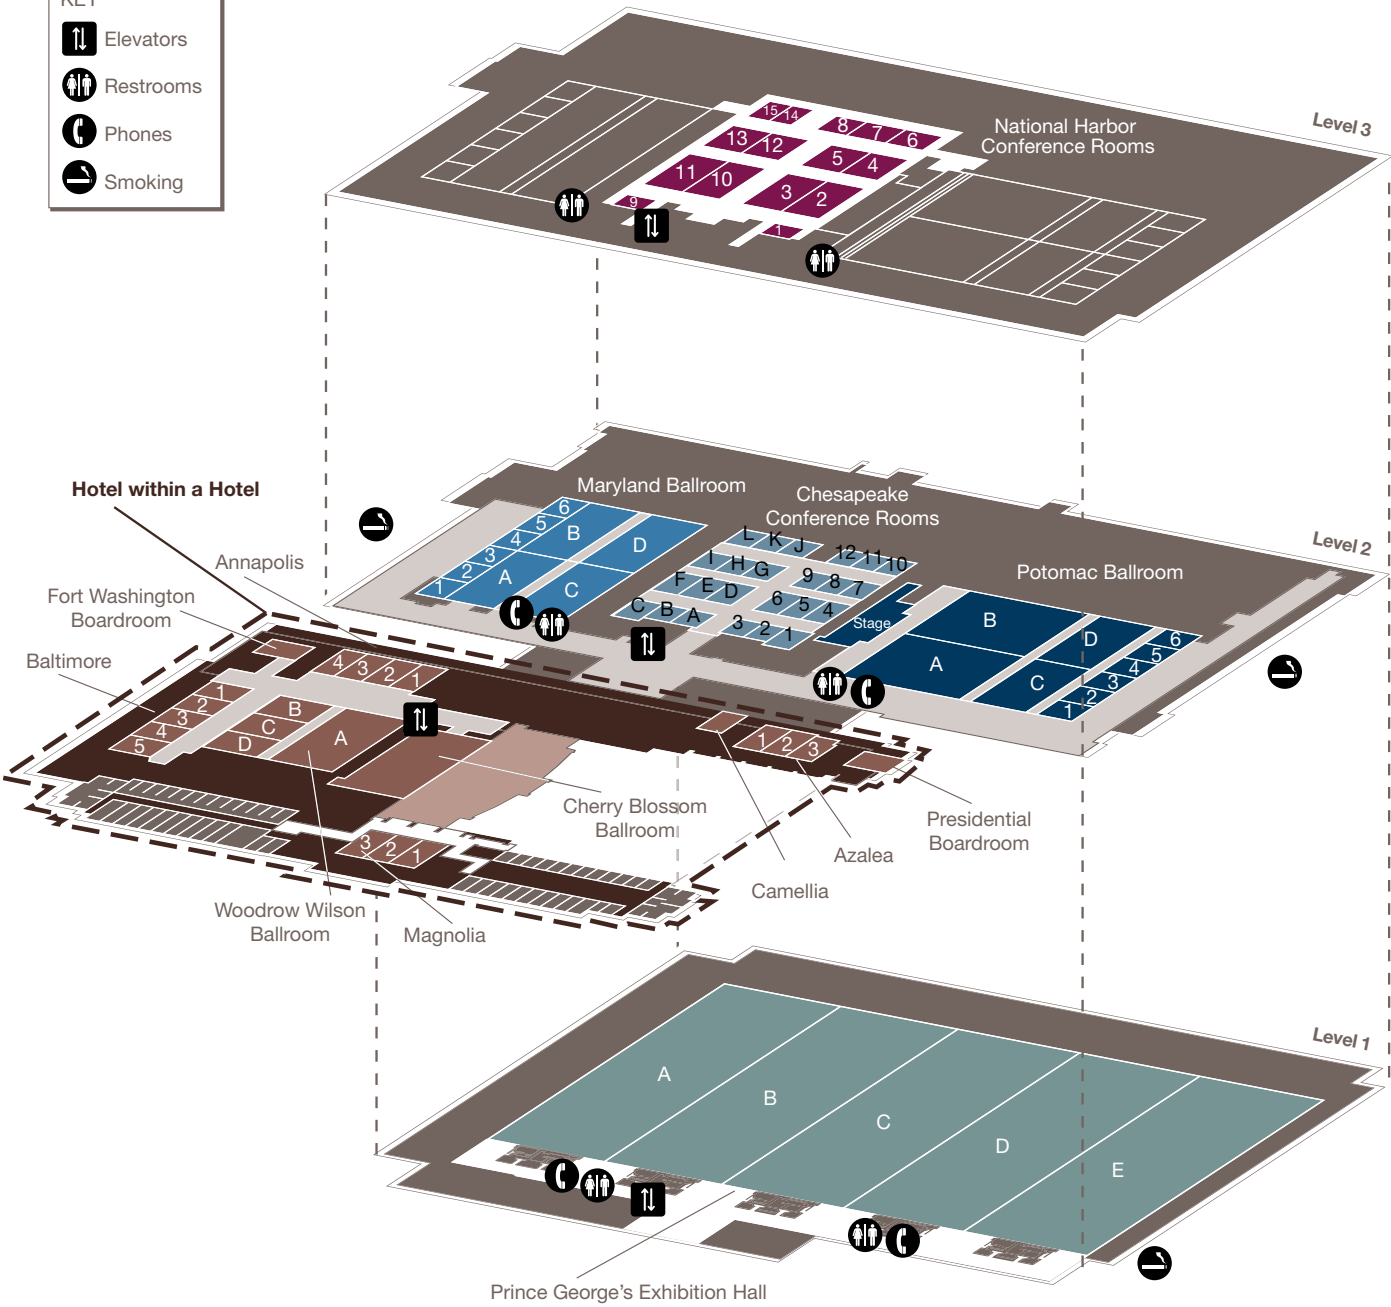 KEY
Elevators
Restrooms
Phones
Smoking
Level 3
National Harbor
Conference Rooms
15 14
8 7 6
13 12
5 4
11 10
3 2
9
1
Hotel within a Hotel
Level 2
Maryland Ballroom
Chesapeake
Conference Rooms
Potomac Ballroom
6
5
4
3
2
1
B
D
A
C
L K J
I H G
F E D
C B A
12 11 10
9 8 7
6 5 4
3 2 1
Stage
B
D
A
C
6
5
4
3
2
1
Annapolis
Fort Washington
Boardroom
Baltimore
4 3 2 1
1
2
3
4
5
B
C
D
A
1 2 3
3 2 1
Cherry Blossom
Ballroom
Presidential
Boardroom
Azalea
Camellia
Woodrow Wilson
Ballroom
Magnolia
Level 1
A
B
C
D
E
Prince George’s Exhibition Hall